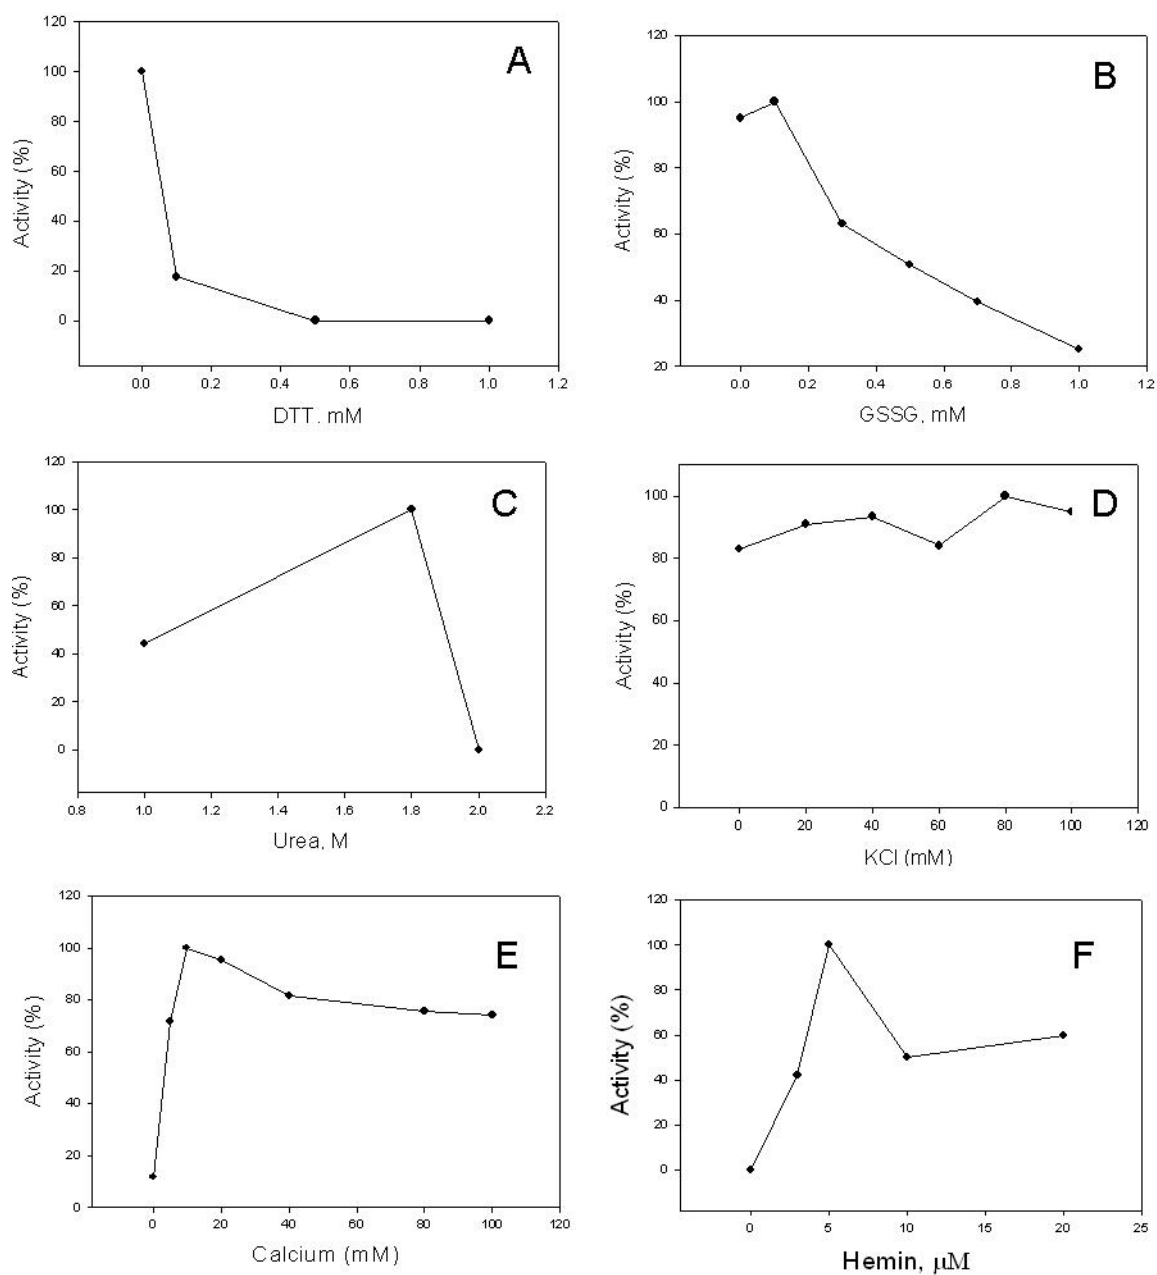 A
Activity (%)
120
100
80
60
40
20
0
0.0 0.2 0.4 0.6 0.8 1.0 1.2
DTT. mM
B
Activity (%)
120
100
80
60
40
20
0.0 0.2 0.4 0.6 0.8 1.0 1.2
GSSG, mM
C
Activity (%)
120
100
80
60
40
20
0
0.8 1.0 1.2 1.4 1.6 1.8 2.0 2.2
Urea, M
D
Activity (%)
100
80
60
40
20
0
0 20 40 60 80 100 120
KCl (mM)
E
Activity (%)
120
100
80
60
40
20
0
0 20 40 60 80 100 120
Calcium (mM)
F
Activity (%)
120
100
80
60
40
20
0
0 5 10 15 20 25
Hemin, μM